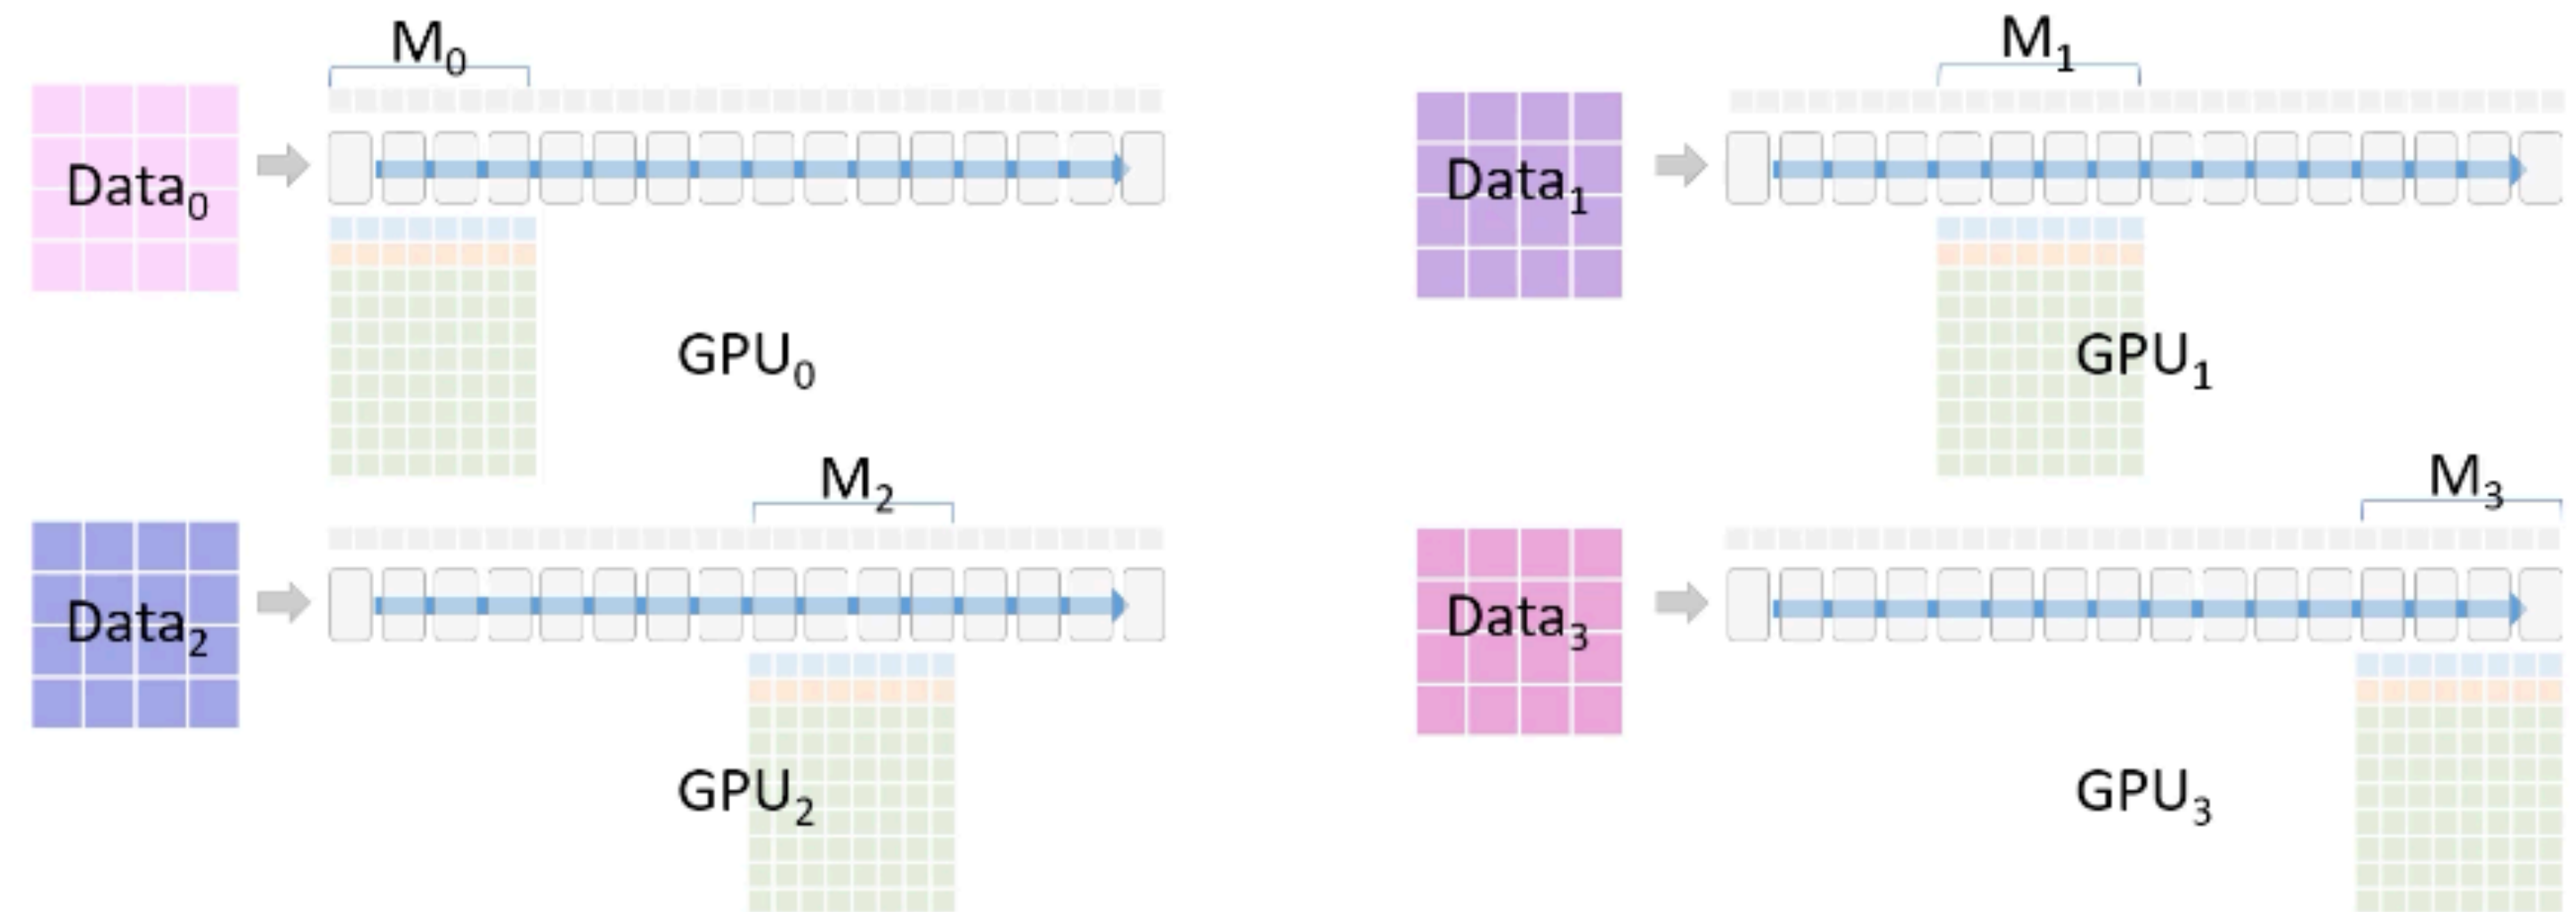 M₀
M₁
Data₀
Data₁
GPU₀
GPU₁
M₂
M₃
Data₂
Data₃
GPU₂
GPU₃